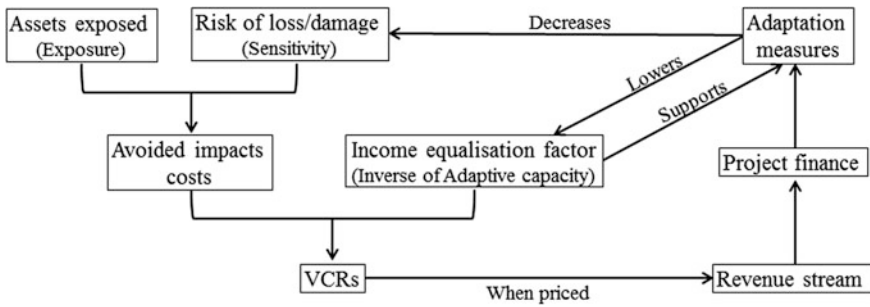 Assets exposed
(Exposure)
Risk of loss/damage
(Sensitivity)
Decreases
Adaptation
measures
Lowers
Supports
Avoided impacts
costs
Income equalisation factor
(Inverse of Adaptive capacity)
Project finance
VCRs
When priced
Revenue stream